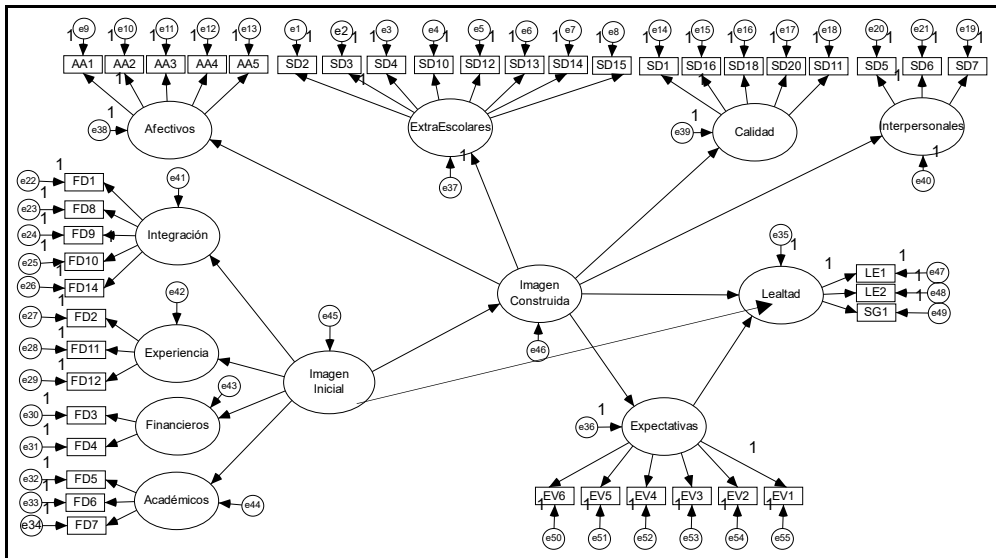 e9 e10 e11 e12 e13 e1 e2 e3 e4 e5 e6 e7 e8 e14 e15 e16 e17 e18 e20 e21 e19
1 1 1 1 1 1 1 1 1 1 1 1 1 1 1 1 1 1 1 1 1
AA1 AA2 AA3 AA4 AA5 SD2 SD3 SD4 SD10 SD12 SD13 SD14 SD15 SD1 SD16 SD18 SD20 SD11 SD5 SD6 SD7
1 1 1 1
e38 1 Afectivos ExtraEscolares e39 1 Calidad Interpersonales
1 1
e37 e40
1
e22 FD1 e41
1
e23 FD8
1
e24 FD9 1 Integración e35
1 1
e25 FD10
1
e26 FD14
1 LE1 1 e47
Imagen
Construida Lealtad LE2 1 e48
SG1 e49
e42
1
e27 FD2 e45
e28 FD11 Experiencia e46
1
e29 FD12 Imagen
Inicial
e43
1
e30 FD3 Financieros
e31 FD4
e36 1 Expectativas
1
1
e32 FD5
1
e33 FD6 Académicos e44
1
e34 FD7
EV6 EV5 EV4 EV3 EV2 EV1
1 1 1 1 1 1
e50 e51 e52 e53 e54 e55